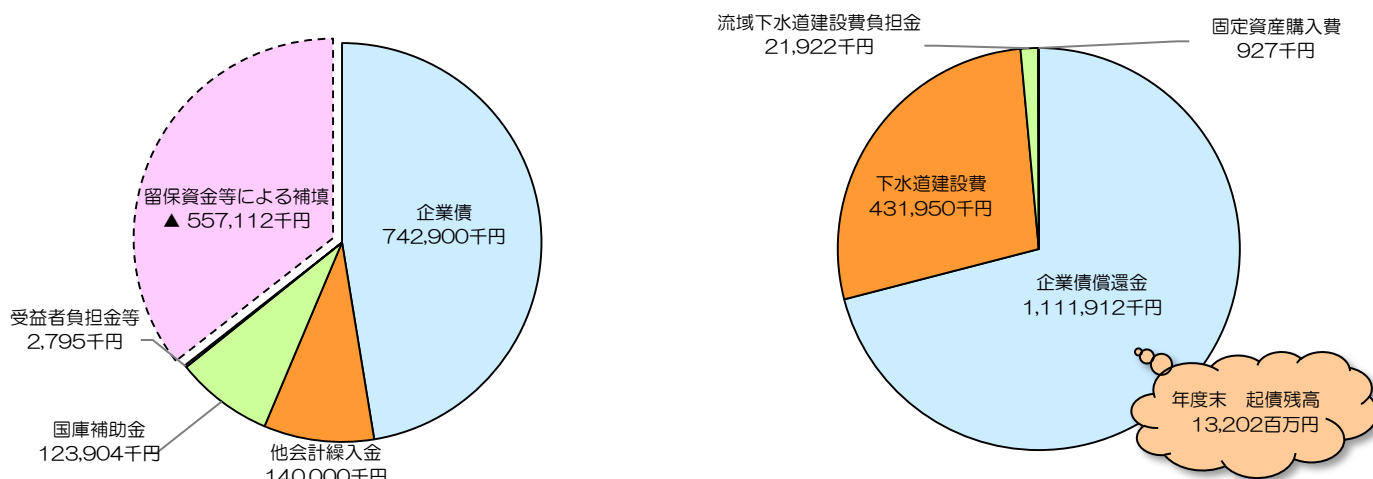 企業債
742,900千円
他会計繰入金
140,000千円
国庫補助金
123,904千円
受益者負担金等
2,795千円
留保資金等による補填
▲ 557,112千円
流域下水道建設費負担金
21,922千円
固定資産購入費
927千円
下水道建設費
431,950千円
企業債償還金
1,111,912千円
年度末　起債残高
13,202百万円